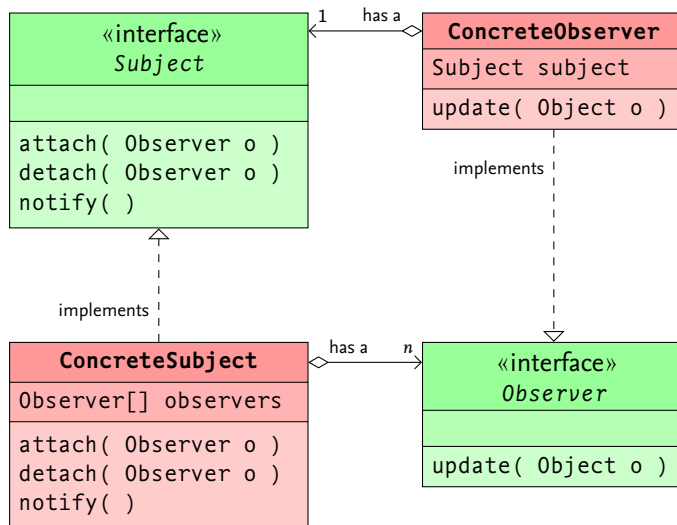 «interface»
Subject
attach( Observer o )
detach( Observer o )
notify( )
1
has a
ConcreteObserver
Subject subject
update( Object o )
implements
implements
ConcreteSubject
Observer[] observers
attach( Observer o )
detach( Observer o )
notify( )
has a
n
«interface»
Observer
update( Object o )